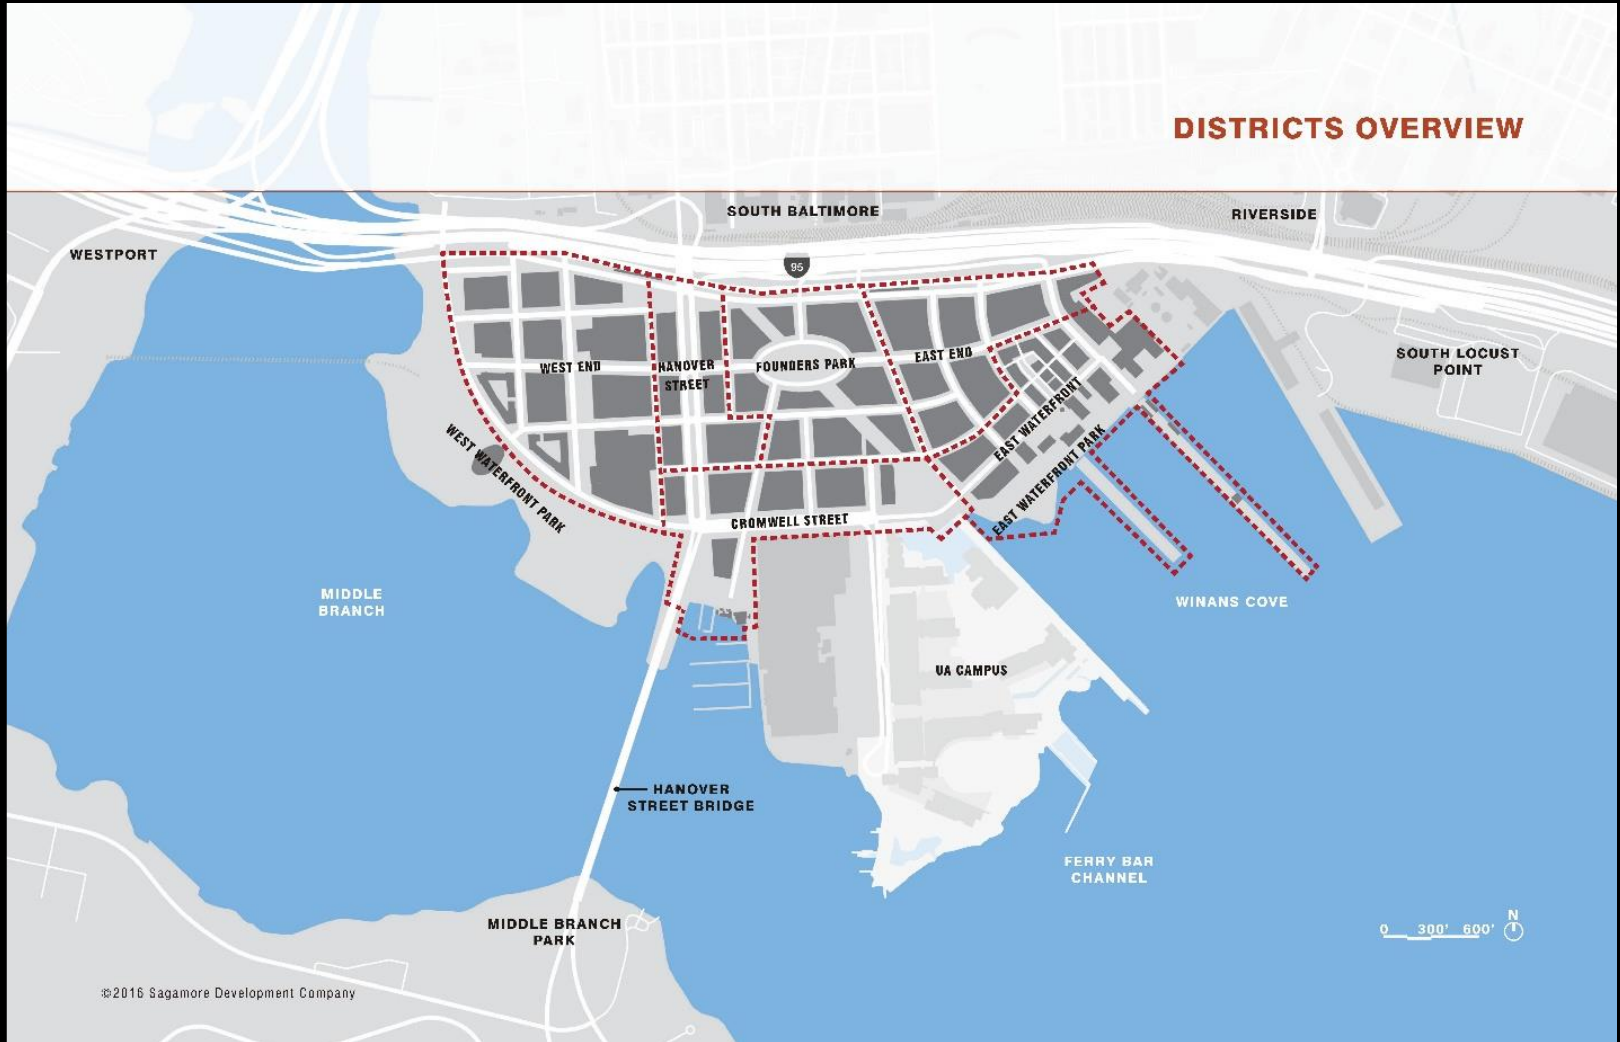 DISTRICTS OVERVIEW
SOUTH BALTIMORE
RIVERSIDE
WESTPORT
95
SOUTH LOCUST
POINT
WEST END
HANOVER
STREET
FOUNDERS PARK
EAST END
EAST WATERFRONT
EAST WATERFRONT PARK
WEST WATERFRONT PARK
CROMWELL STREET
MIDDLE
BRANCH
WINANS COVE
UA CAMPUS
HANOVER
STREET BRIDGE
FERRY BAR
CHANNEL
MIDDLE BRANCH
PARK
0 300' 600'
N
©2016 Sagamore Development Company